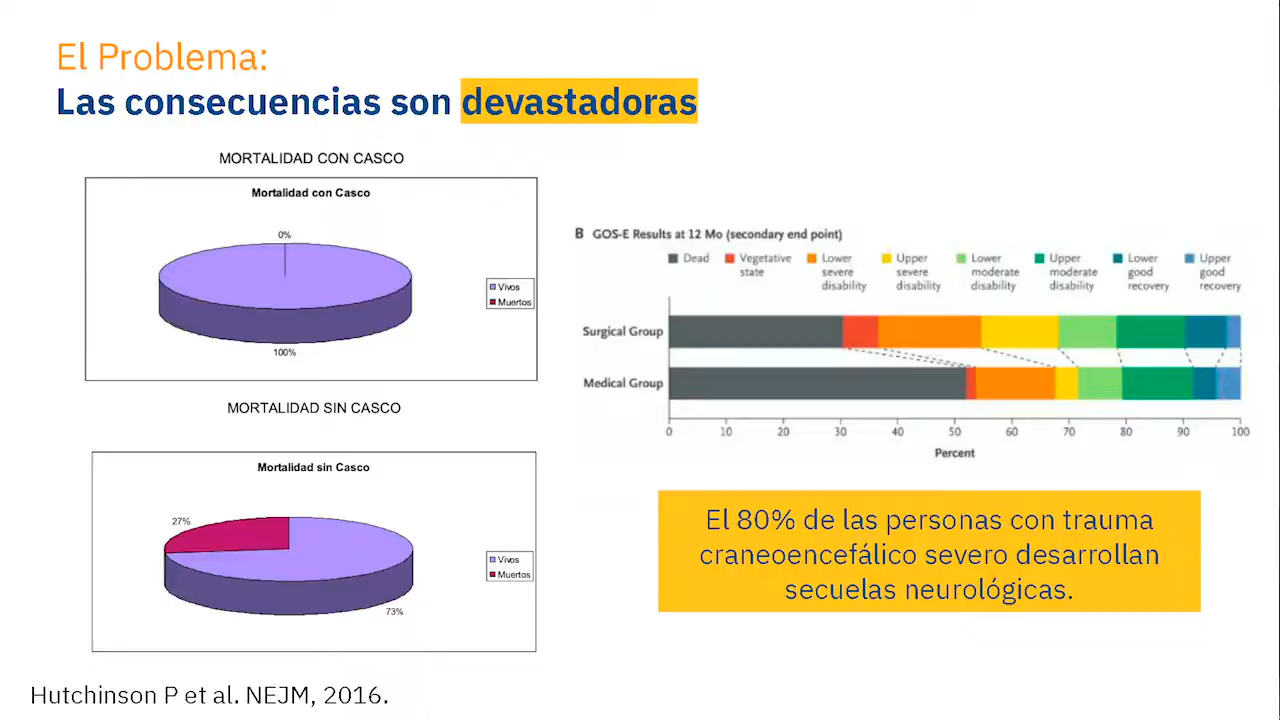 El Problema:
Las consecuencias son devastadoras
MORTALIDAD CON CASCO
Mortalidad con Casco
0%
Vivos
Muertos
100%
MORTALIDAD SIN CASCO
Mortalidad sin Casco
27%
Vivos
Muertos
73%
B GOS-E Results at 12 Mo (secondary end point)
Dead
Vegetative
state
Lower
severe
disability
Upper
severe
disability
Lower
moderate
disability
Upper
moderate
disability
Lower
good
recovery
Upper
good
recovery
Surgical Group
Medical Group
0 10 20 30 40 50 60 70 80 90 100
Percent
El 80% de las personas con trauma
craneoencefálico severo desarrollan
secuelas neurológicas.
Hutchinson P et al. NEJM, 2016.